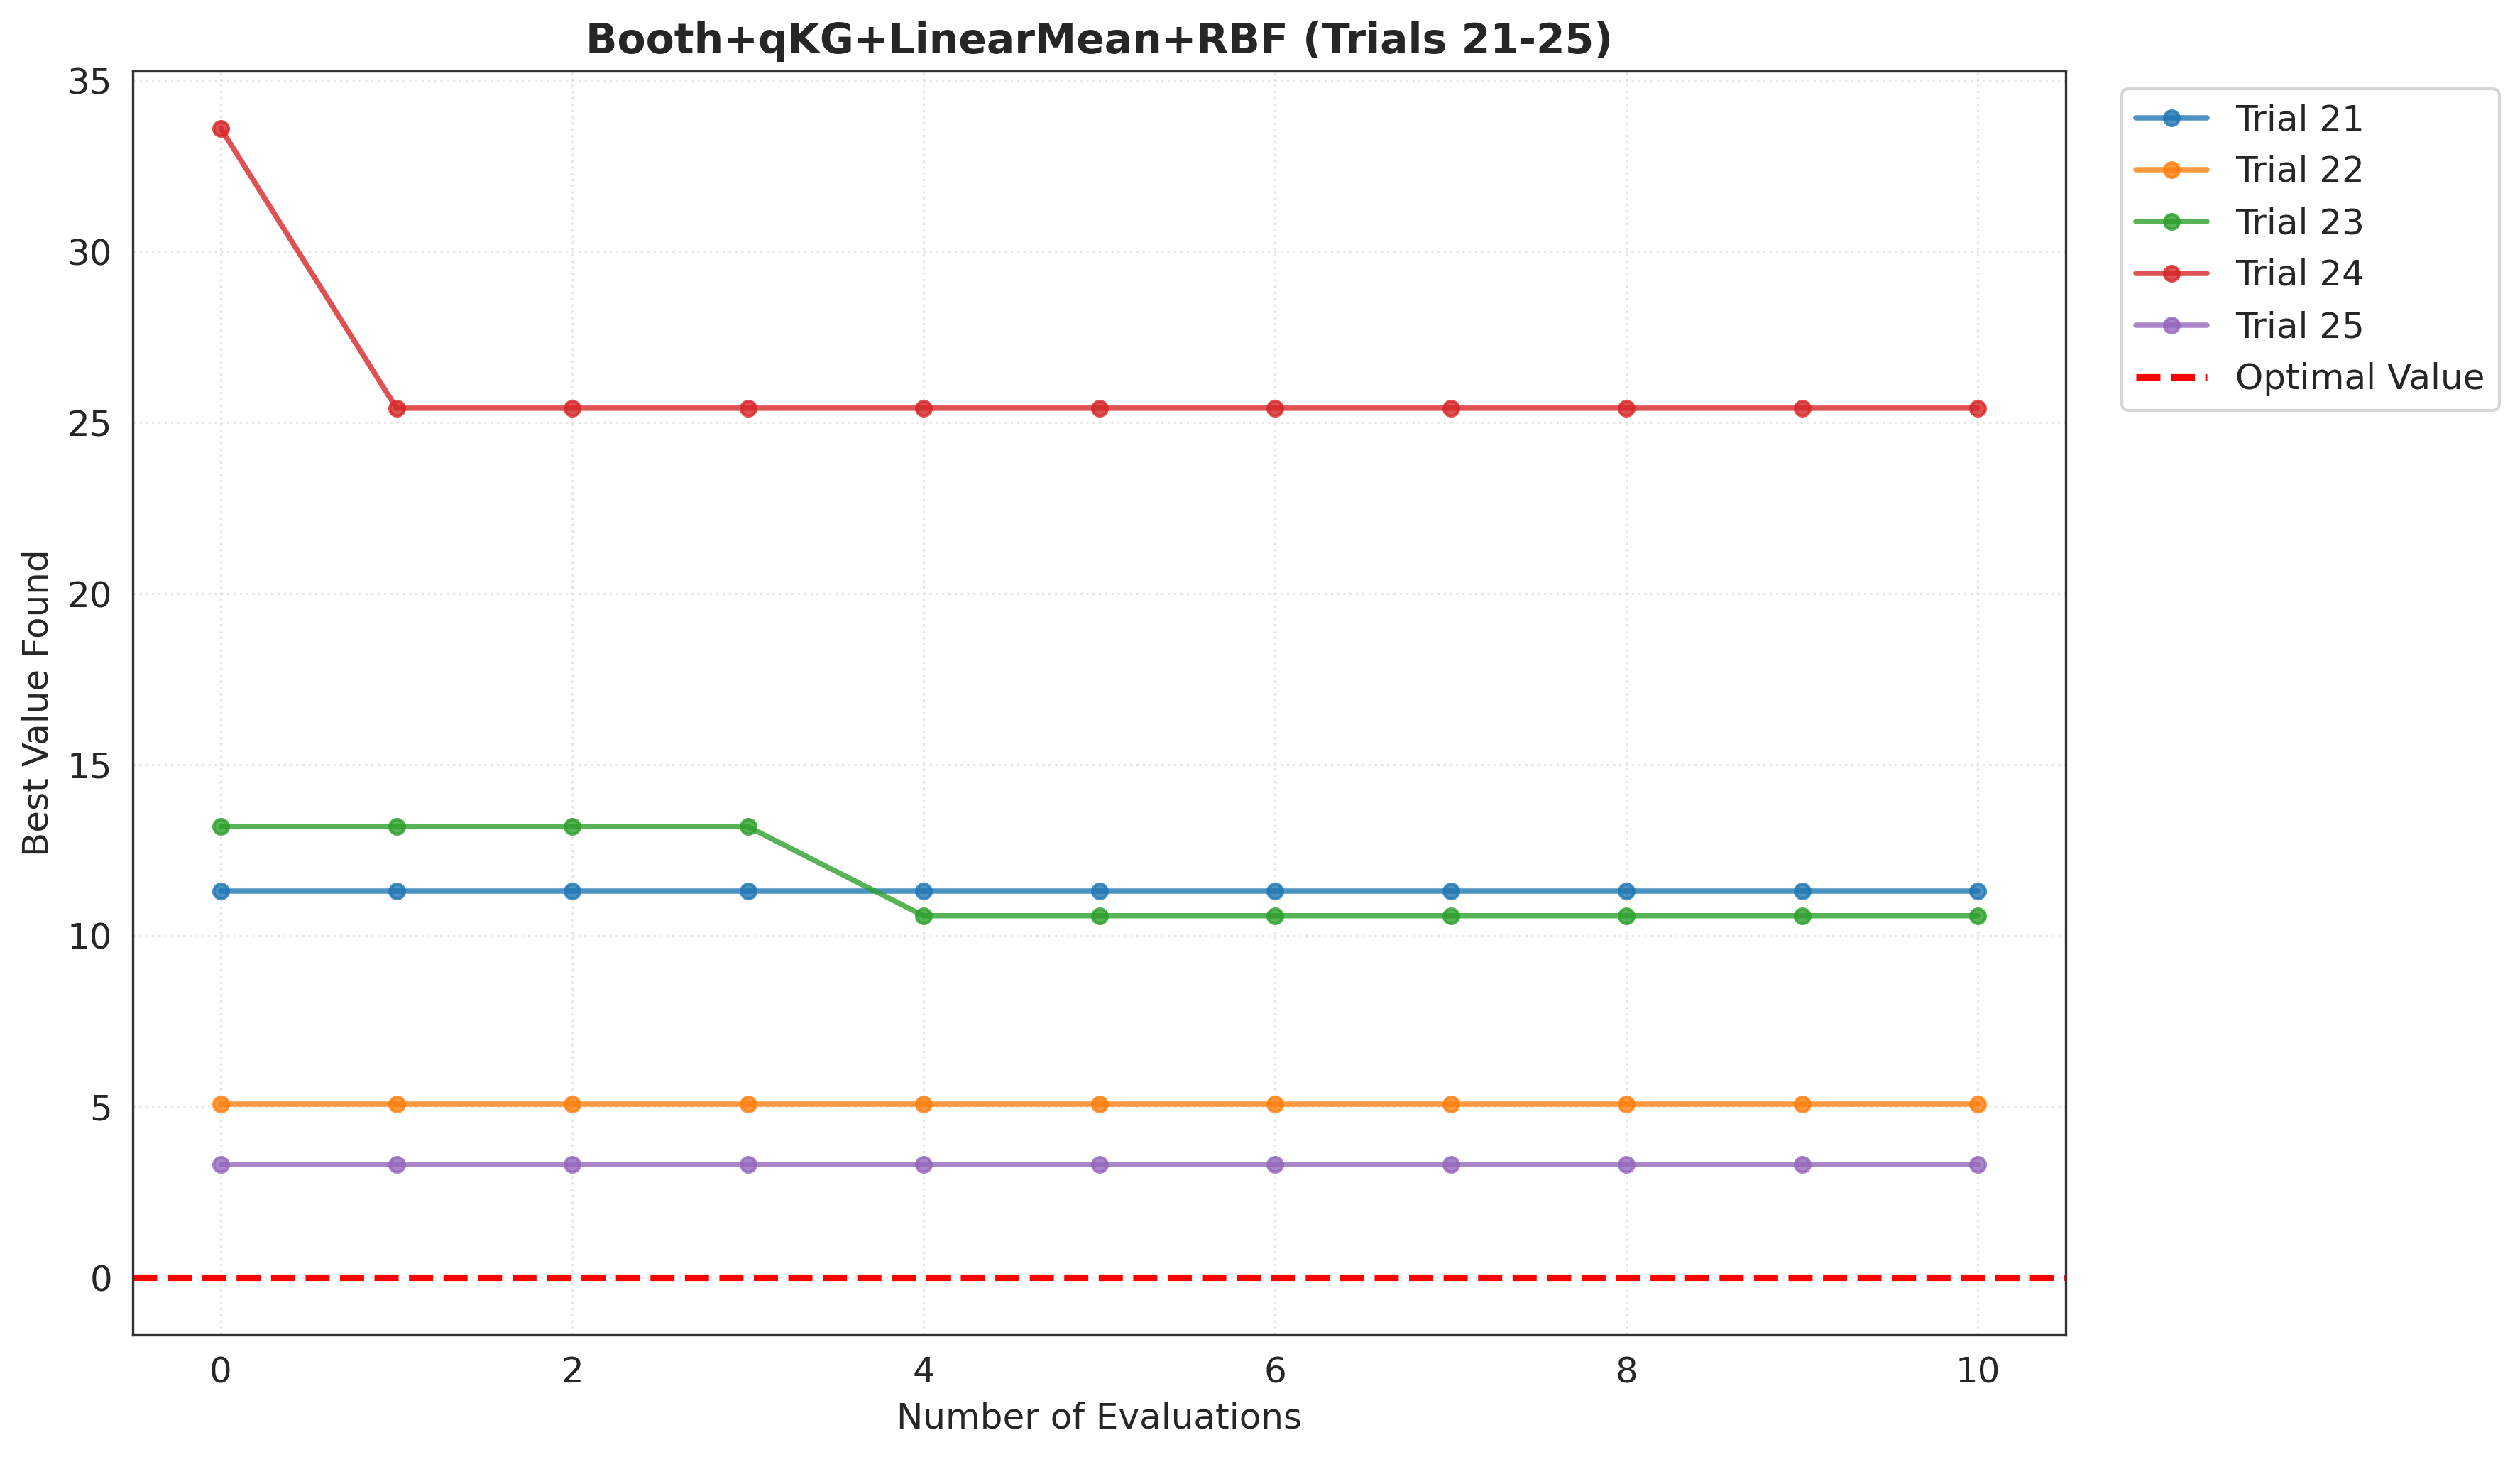 Booth+qKG+LinearMean+RBF (Trials 21-25)
35
30
25
20
15
10
5
0
Best Value Found
0 2 4 6 8 10
Number of Evaluations
Trial 21
Trial 22
Trial 23
Trial 24
Trial 25
Optimal Value